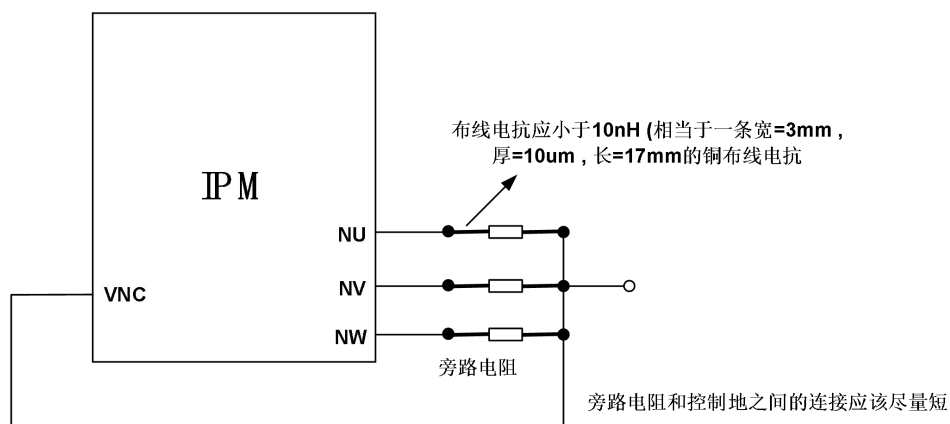 布线电抗应小于10nH (相当于一条宽=3mm ,
厚=10um , 长=17mm的铜布线电抗
IPM
NU
VNC
NV
NW
旁路电阻
旁路电阻和控制地之间的连接应该尽量短